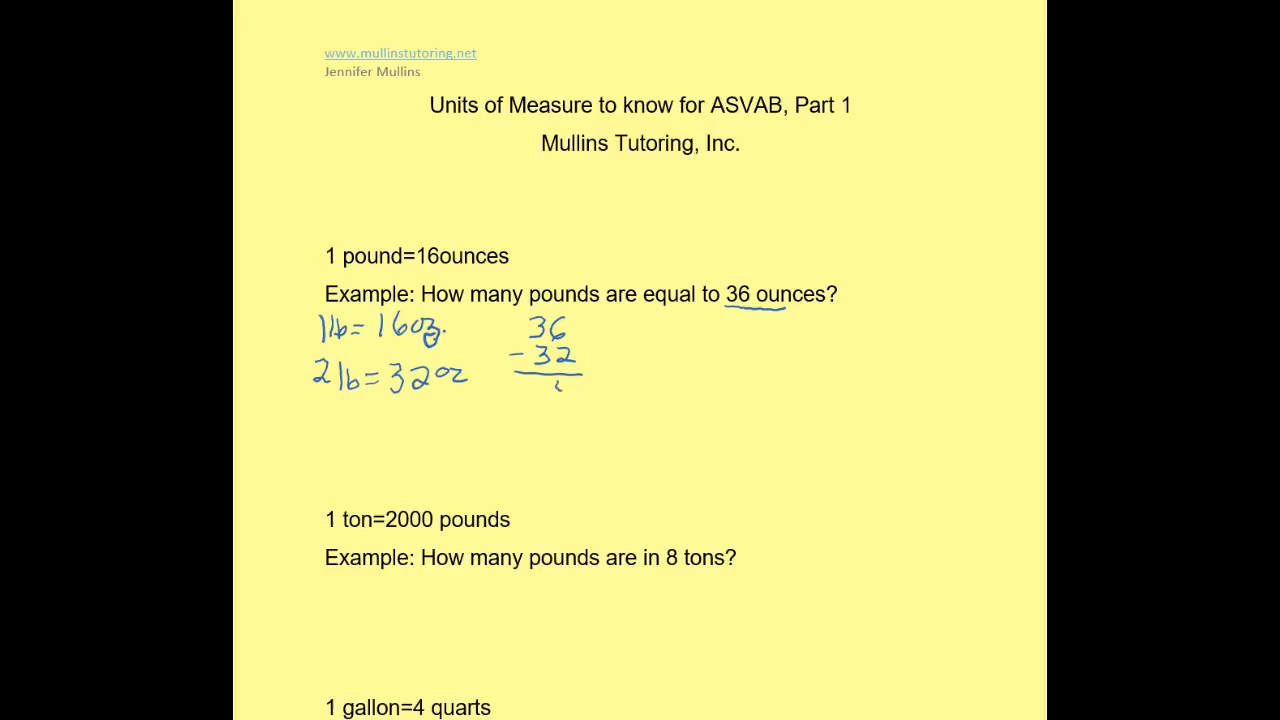 www.mullinstutoring.net
Jennifer Mullins
Units of Measure to know for ASVAB, Part 1
Mullins Tutoring, Inc.
1 pound=16ounces
Example: How many pounds are equal to 36 ounces?
1lb= 16oz.
2lb=32oz
36
-32
1 ton=2000 pounds
Example: How many pounds are in 8 tons?
1 gallon=4 quarts